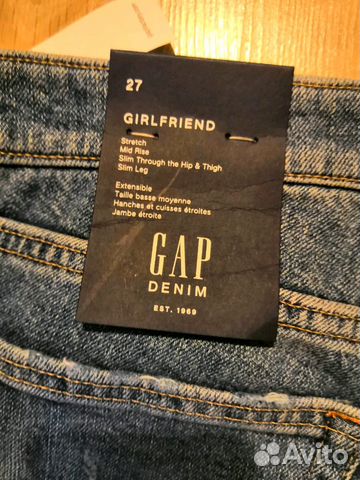 27
GIRLFRIEND
Stretch
Mid Rise
Slim Through the Hip & Thigh
Slim Leg
Extensible
Taille basse moyenne
Hanches et cuisses étroites
Jambe étroite
GAP
DENIM
EST. 1969
Avito